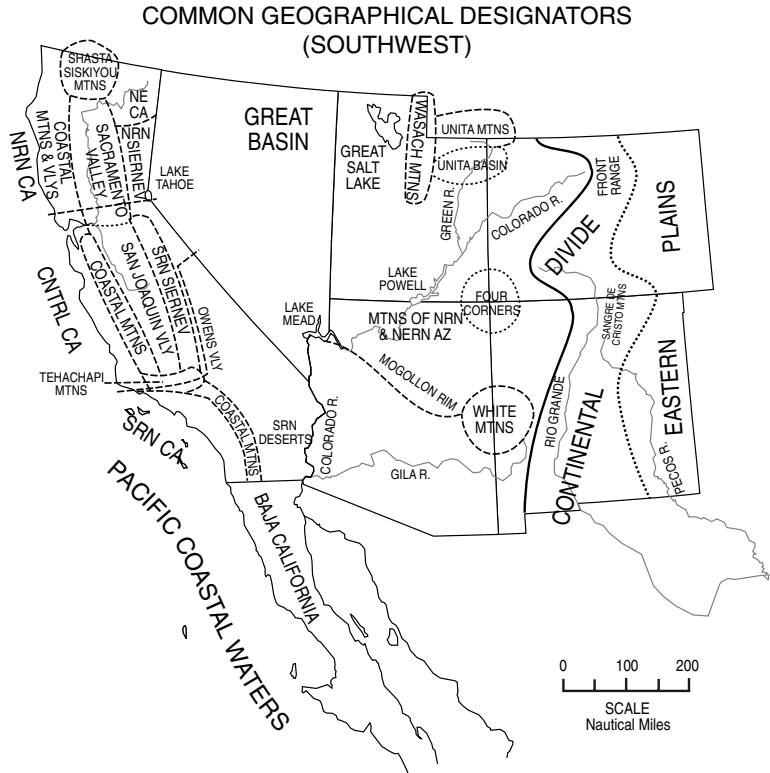 COMMON GEOGRAPHICAL DESIGNATORS
(SOUTHWEST)
SHASTA
SISKIYOU
MTNS
NE
CA
NRN CA
COASTAL
MTNS & VLYS
SACRAMENTO
VALLEY
NRN
SIERNEV
LAKE
TAHOE
GREAT
BASIN
GREAT
SALT
LAKE
WASACH MTNS
UNITA MTNS
UNITA BASIN
GREEN R.
COLORADO R.
FRONT
RANGE
PLAINS
DIVIDE
CNTRL CA
COASTAL MTNS
SAN JOAQUIN VLY
SRN SIERNEV
OWENS VLY
LAKE
MEAD
LAKE
POWELL
FOUR
CORNERS
MTNS OF NRN
& NERN AZ
SANGRE DE
CRISTO MTNS
EASTERN
TEHACHAPI
MTNS
MOGOLLON RIM
WHITE
MTNS
RIO GRANDE
CONTINENTAL
PECOS R.
SRN CA
COASTAL MTNS
SRN
DESERTS
COLORADO R.
GILA R.
PACIFIC COASTAL WATERS
BAJA CALIFORNIA
0 100 200
SCALE
Nautical Miles